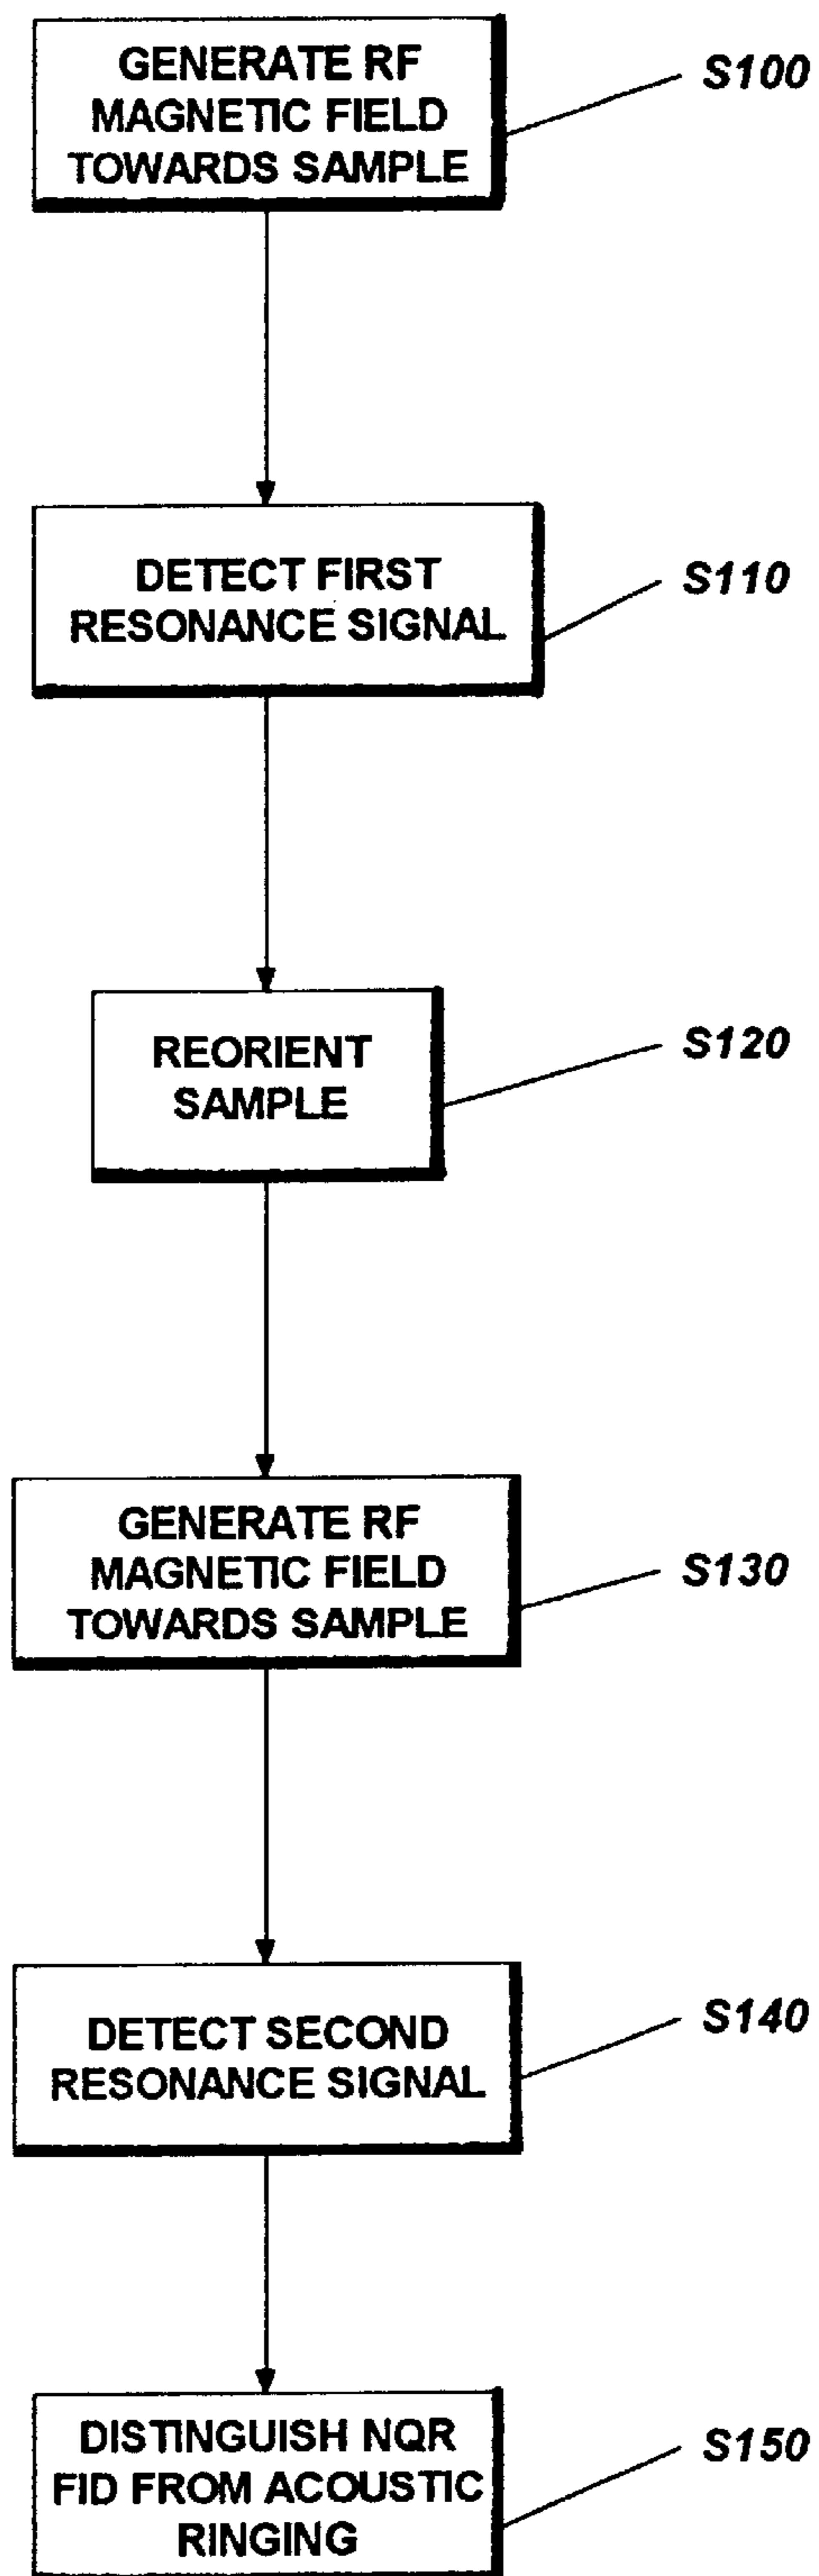 GENERATE RF
MAGNETIC FIELD
TOWARDS SAMPLE
S100
DETECT FIRST
RESONANCE SIGNAL
S110
REORIENT
SAMPLE
S120
GENERATE RF
MAGNETIC FIELD
TOWARDS SAMPLE
S130
DETECT SECOND
RESONANCE SIGNAL
S140
DISTINGUISH NQR
FID FROM ACOUSTIC
RINGING
S150